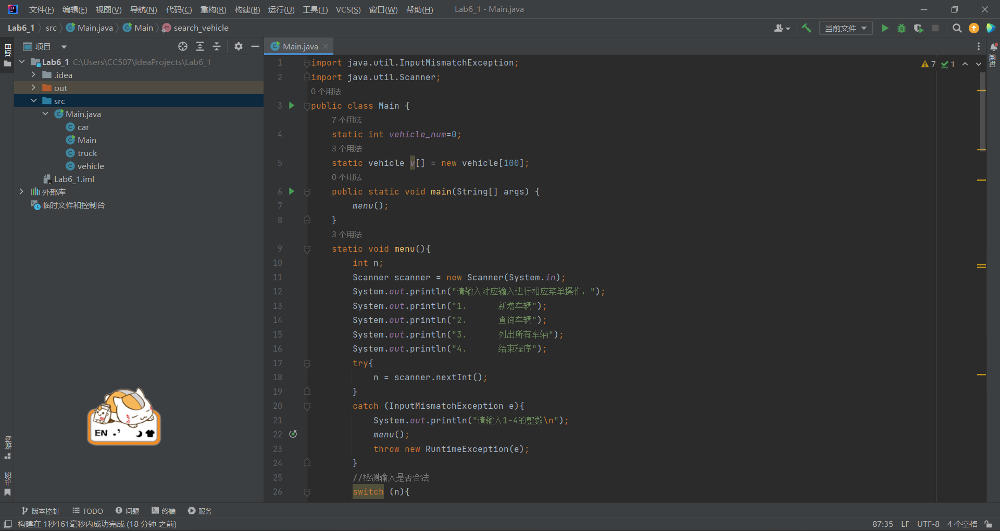 文件(F) 编辑(E) 视图(V) 导航(N) 代码(C) 重构(R) 构建(B) 运行(U) 工具(T) VCS(S) 窗口(W) 帮助(H) Lab6_1 - Main.java
Lab6_1 src Main.java Main search_vehicle 当前文件
项目
项目
Lab6_1 C:\Users\CC507\IdeaProjects\Lab6_1
.idea
out
src
Main.java
car
Main
truck
vehicle
Lab6_1.iml
外部库
临时文件和控制台
EN
结构
书签
Main.java
7 1
通知
1 import java.util.InputMismatchException;
2 import java.util.Scanner;
0 个用法
3 public class Main {
7 个用法
4 static int vehicle_num=0;
3 个用法
5 static vehicle v[] = new vehicle[100];
0 个用法
6 public static void main(String[] args) {
7 menu();
8 }
3 个用法
9 static void menu(){
10 int n;
11 Scanner scanner = new Scanner(System.in);
12 System.out.println("请输入对应输入进行相应菜单操作：");
13 System.out.println("1.      新增车辆");
14 System.out.println("2.      查询车辆");
15 System.out.println("3.      列出所有车辆");
16 System.out.println("4.      结束程序");
17 try{
18 n = scanner.nextInt();
19 }
20 catch (InputMismatchException e){
21 System.out.println("请输入1-4的整数\n");
22 menu();
23 throw new RuntimeException(e);
24 }
25 //检测输入是否合法
26 switch (n){
版本控制 TODO 问题 终端 服务
构建在 1秒161毫秒内成功完成 (18 分钟 之前) 87:35 LF UTF-8 4 个空格